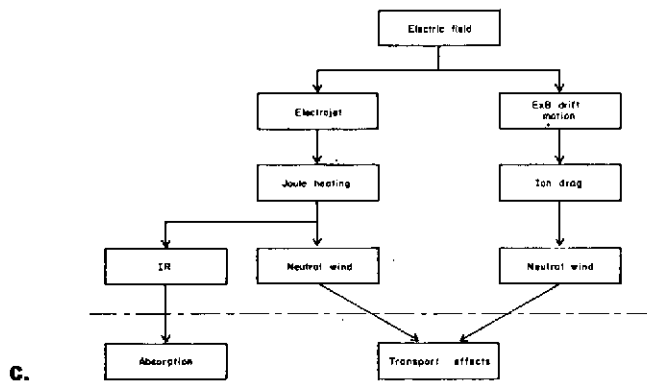 Electric field
Electrojet
ExB drift
motion
Joule heating
Ion drag
IR
Neutral wind
Neutral wind
Absorption
Transport effects
C.